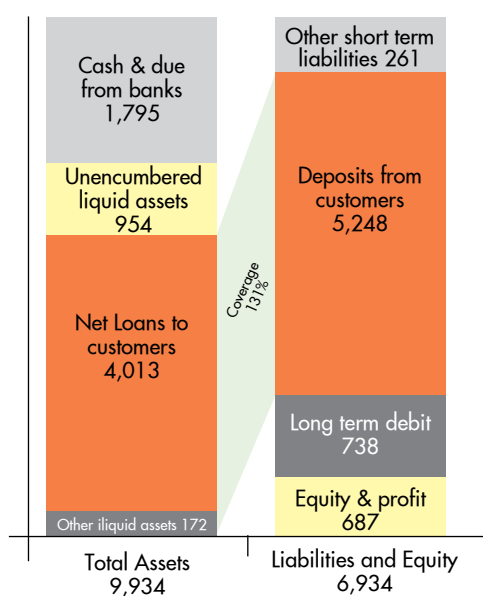 Cash & due
from banks
1,795
Unencumbered
liquid assets
954
Net Loans to
customers
4,013
Other iliquid assets 172
Total Assets
9,934
Coverage
131%
Other short term
liabilities 261
Deposits from
customers
5,248
Long term debit
738
Equity & profit
687
Liabilities and Equity
6,934